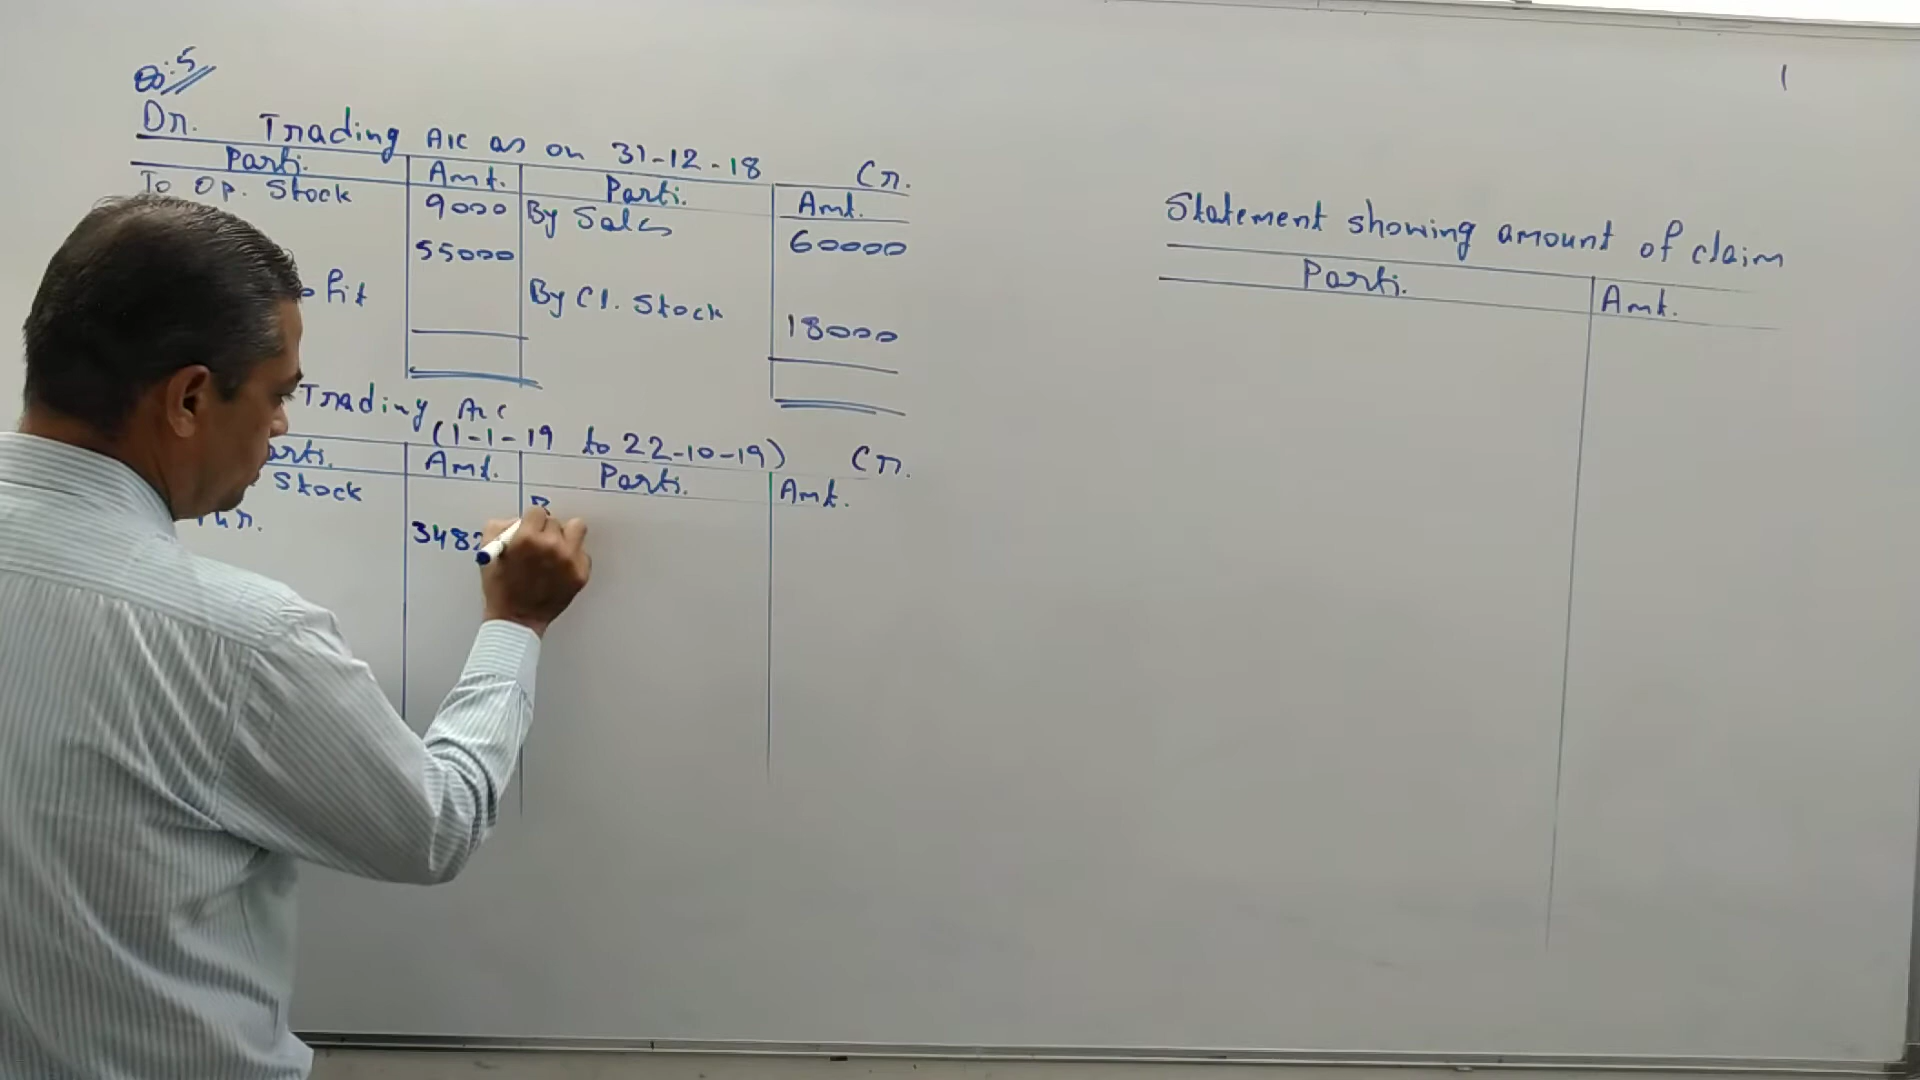 Q:5
Dr. Trading A/c as on 31-12-18 Cr.
Parti. Amt. Parti. Amt.
To Op. Stock 9000 By Sales 60000
55000
By Cl. Stock 18000
Trading A/c
(1-1-19 to 22-10-19) Cr.
Amt. Parti. Amt.
Stock
Statement showing amount of claim
Parti. Amt.